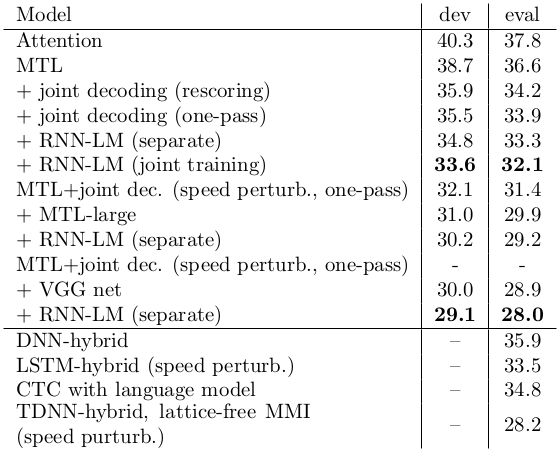 Model dev eval
Attention 40.3 37.8
MTL 38.7 36.6
+ joint decoding (rescoring) 35.9 34.2
+ joint decoding (one-pass) 35.5 33.9
+ RNN-LM (separate) 34.8 33.3
+ RNN-LM (joint training) 33.6 32.1
MTL+joint dec. (speed perturb., one-pass) 32.1 31.4
+ MTL-large 31.0 29.9
+ RNN-LM (separate) 30.2 29.2
MTL+joint dec. (speed perturb., one-pass) - -
+ VGG net 30.0 28.9
+ RNN-LM (separate) 29.1 28.0
DNN-hybrid – 35.9
LSTM-hybrid (speed perturb.) – 33.5
CTC with language model – 34.8
TDNN-hybrid, lattice-free MMI
(speed purturb.) – 28.2